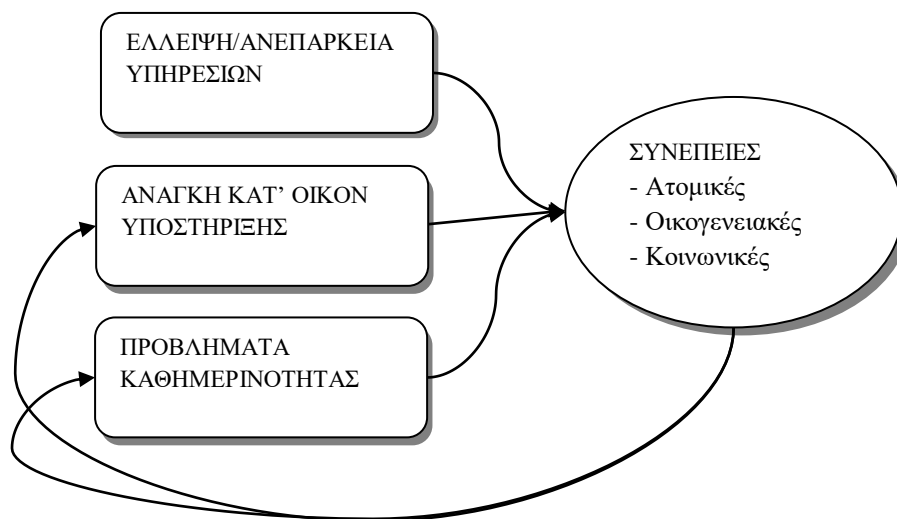 ΕΛΛΕΙΨΗ/ΑΝΕΠΑΡΚΕΙΑ
ΥΠΗΡΕΣΙΩΝ
ΑΝΑΓΚΗ ΚΑΤ’ ΟΙΚΟΝ
ΥΠΟΣΤΗΡΙΞΗΣ
ΠΡΟΒΛΗΜΑΤΑ
ΚΑΘΗΜΕΡΙΝΟΤΗΤΑΣ
ΣΥΝΕΠΕΙΕΣ
- Ατομικές
- Οικογενειακές
- Κοινωνικές